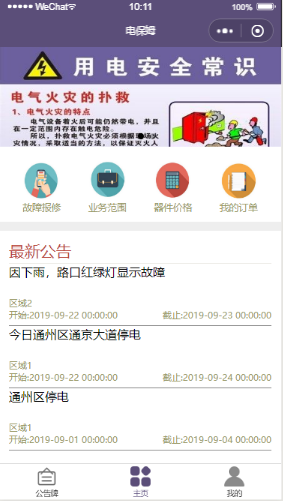 WeChat
10:11
100%
电保姆
用电安全常识
电气火灾的扑救
1、电气火灾的特点
电气设备着火后可能仍然带电，并且
在一定范围内存在触电危险。
所以，扑救电气火灾必须根据现场火
灾情况，采取适当的方法，以保证灭火人
故障报修
业务范围
器件价格
我的订单
最新公告
因下雨，路口红绿灯显示故障
区域2
开始:2019-09-22 00:00:00
截止:2019-09-23 00:00:00
今日通州区通京大道停电
区域1
开始:2019-09-22 00:00:00
截止:2019-09-24 00:00:00
通州区停电
区域1
开始:2019-09-01 00:00:00
截止:2019-09-04 00:00:00
公告牌
主页
我的